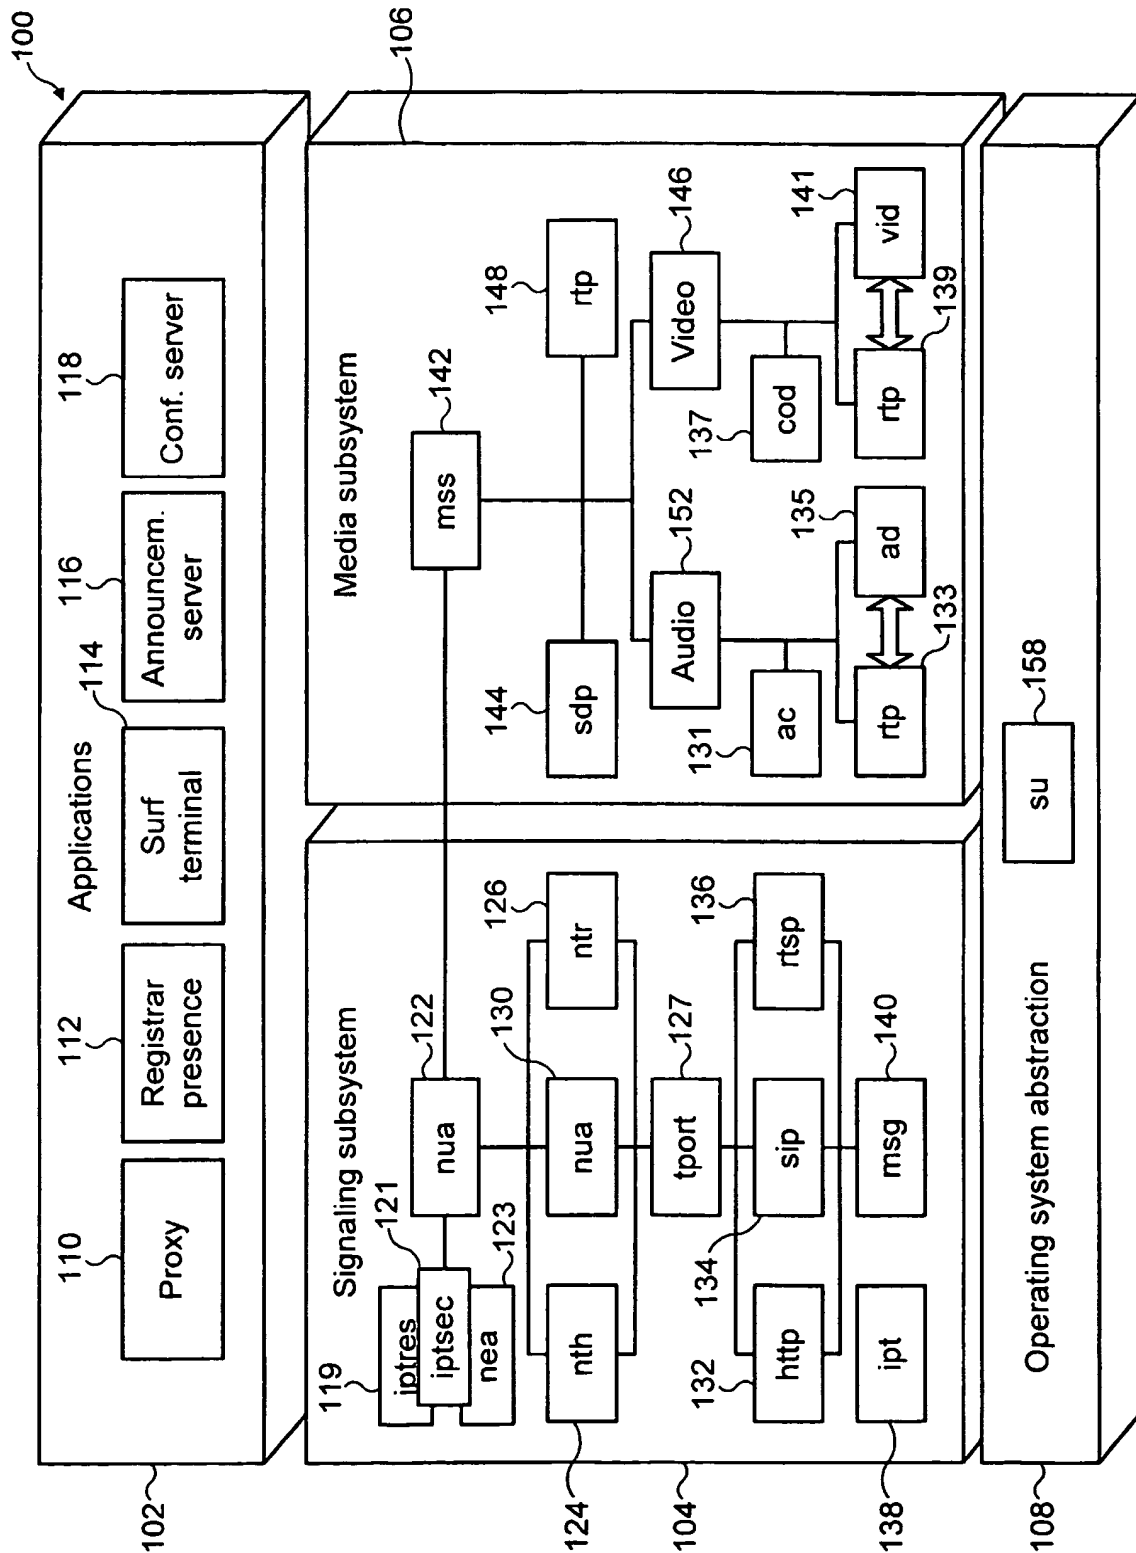 100
Applications
110
112
114
116
118
Proxy
Registrar
presence
Surf
terminal
Announcem.
server
Conf. server
102
106
Signaling subsystem
119
iptres
121
iptsec
123
nea
122
nua
130
126
nth
nua
ntr
124
127
tport
104
132
http
134
sip
136
rtsp
138
ipt
140
msg
Media subsystem
142
mss
144
sdp
148
rtp
152
Audio
146
Video
131
ac
137
cod
133
rtp
135
ad
139
rtp
141
vid
108
Operating system abstraction
158
su